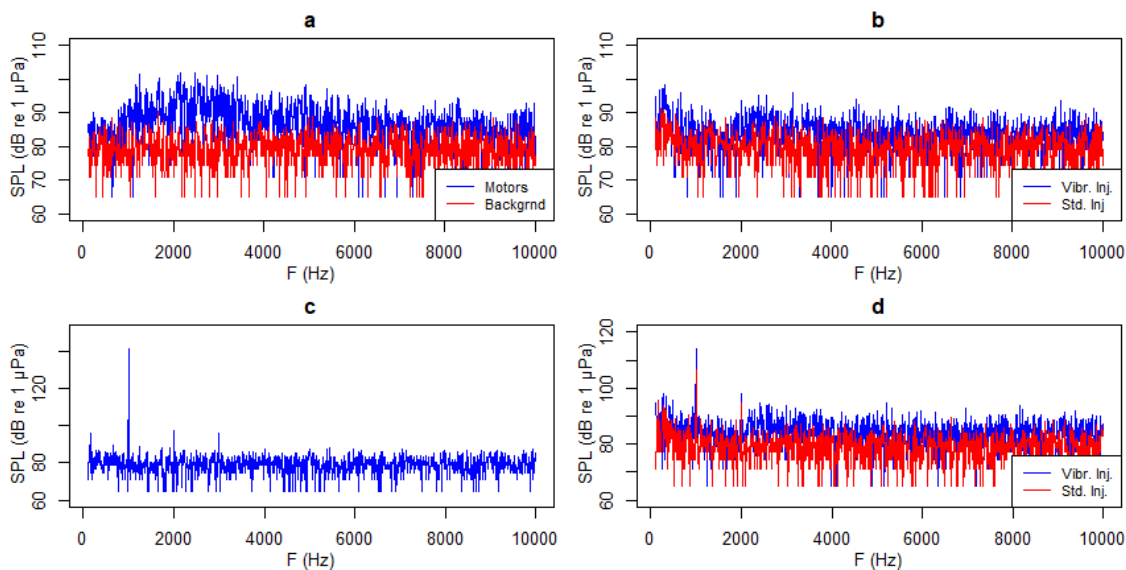 a
SPL (dB re 1 µPa)
60 70 80 90 110
0 2000 4000 6000 8000 10000
F (Hz)
Motors
Backgrnd
b
SPL (dB re 1 µPa)
60 70 80 90 110
0 2000 4000 6000 8000 10000
F (Hz)
Vibr. Inj.
Std. Inj
c
SPL (dB re 1 µPa)
60 80 120
0 2000 4000 6000 8000 10000
F (Hz)
d
SPL (dB re 1 µPa)
60 80 100 120
0 2000 4000 6000 8000 10000
F (Hz)
Vibr. Inj.
Std. Inj.